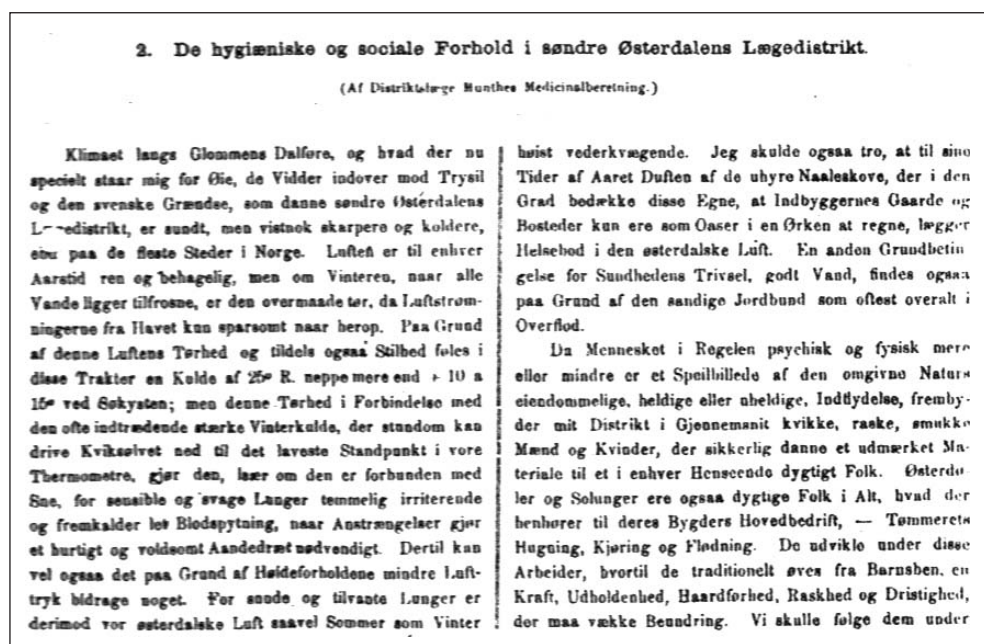 2. De hygiæniske og sociale Forhold i søndre Østerdalens Lægedistrikt.
(Af Distriktslæge Munthes Medicinalberetning.)
Klimaet langs Glommens Dalføre, og hvad der nu
specielt staar mig for Øie, de Vidder indover mod Trysil
og den svenske Grændse, som danne søndre Østerdalens
L--edistrikt, er sundt, men vistnok skarpere og koldere,
end paa de fleste Steder i Norge. Luften er til enhver
Aarstid ren og behagelig, men om Vinteren, naar alle
Vande ligger tilfrosne, er den overmaade tør, da Luftstrøm-
ningerne fra Havet kun sparsomt naar herop. Paa Grund
af denne Luftens Tørhed og tildels ogsaa Stilhed føles i
disse Trakter en Kulde af 25° R. neppe mere end ÷ 10 a
15° ved Søkysten; men denne Tørhed i Forbindelse med
den ofte indtrædende stærke Vinterkulde, der stundom kan
drive Kviksølvet ned til det laveste Standpunkt i vore
Thermometre, gjør den, især om den er forbunden med
Sne, for sensible og svage Lunger temmelig irriterende
og fremkalder let Blodspytning, naar Anstrængelser gjør
et hurtigt og voldsomt Aandedræt nødvendigt. Dertil kan
vel ogsaa det paa Grund af Høideforholdene mindre Luft-
tryk bidrage noget. For sunde og tilvante Lunger er
derimod vor østerdalske Luft saavel Sommer som Vinter
høist vederkvægende. Jeg skulde ogsaa tro, at til sine
Tider af Aaret Duften af de uhyre Naaleskove, der i den
Grad bedække disse Egne, at Indbyggernes Gaarde og
Bosteder kun ere som Oaser i en Ørken at regne, lægger
Helsebod i den østerdalske Luft. En anden Grundbetin
gelse for Sundhedens Trivsel, godt Vand, findes ogsaa
paa Grund af den sandige Jordbund som oftest overalt i
Overflod.
Da Mennesket i Regelen psychisk og fysisk mere
eller mindre er et Speilbillede af den omgivne Naturs
eiendommelige, heldige eller uheldige, Indflydelse, fremby-
der mit Distrikt i Gjennemsnit kvikke, raske, smukke
Mænd og Kvinder, der sikkerlig danne et udmærket Ma-
teriale til et i enhver Henseende dygtigt Folk. Østerdø-
ler og Solunger ere ogsaa dygtige Folk i Alt, hvad der
henhører til deres Bygders Hovedbedrift, — Tømmerets
Hugning, Kjøring og Flødning. De udvikle under disse
Arbeider, hvortil de traditionelt øves fra Barnsben, en
Kraft, Udholdenhed, Haardførhed, Raskhed og Dristighed,
der maa vække Beundring. Vi skulle følge dem under